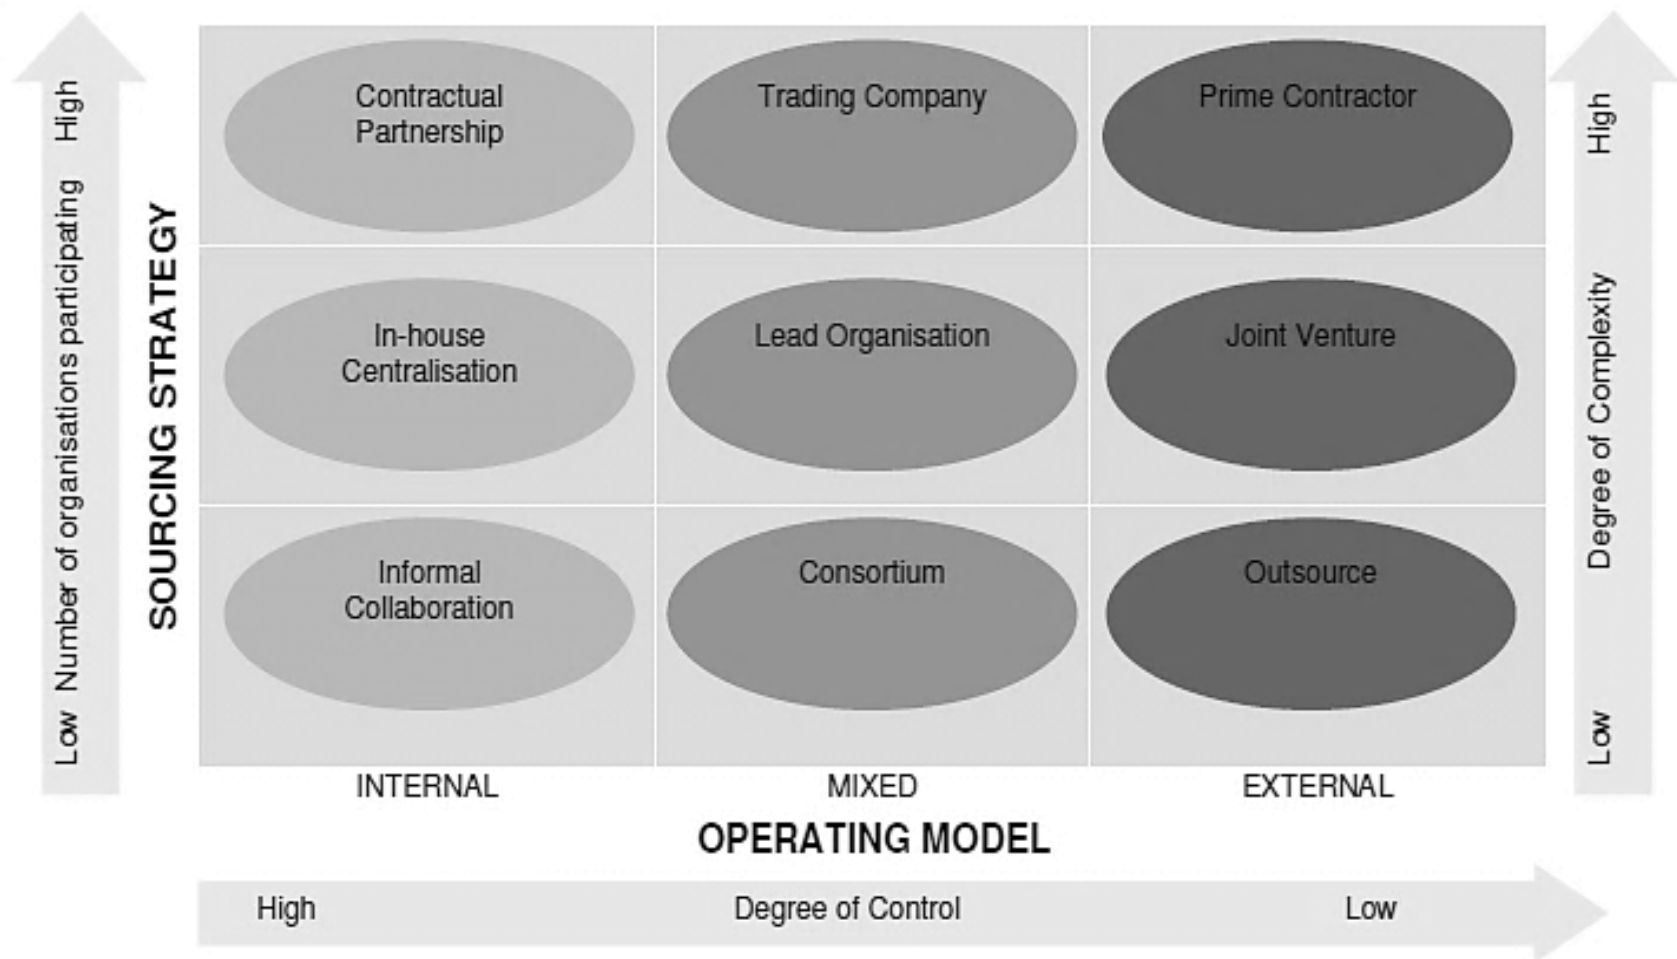 High
Number of organisations participating
Low
SOURCING STRATEGY
Contractual
Partnership
Trading Company
Prime Contractor
In-house
Centralisation
Lead Organisation
Joint Venture
Informal
Collaboration
Consortium
Outsource
High
Degree of Complexity
Low
INTERNAL
MIXED
EXTERNAL
OPERATING MODEL
High
Degree of Control
Low